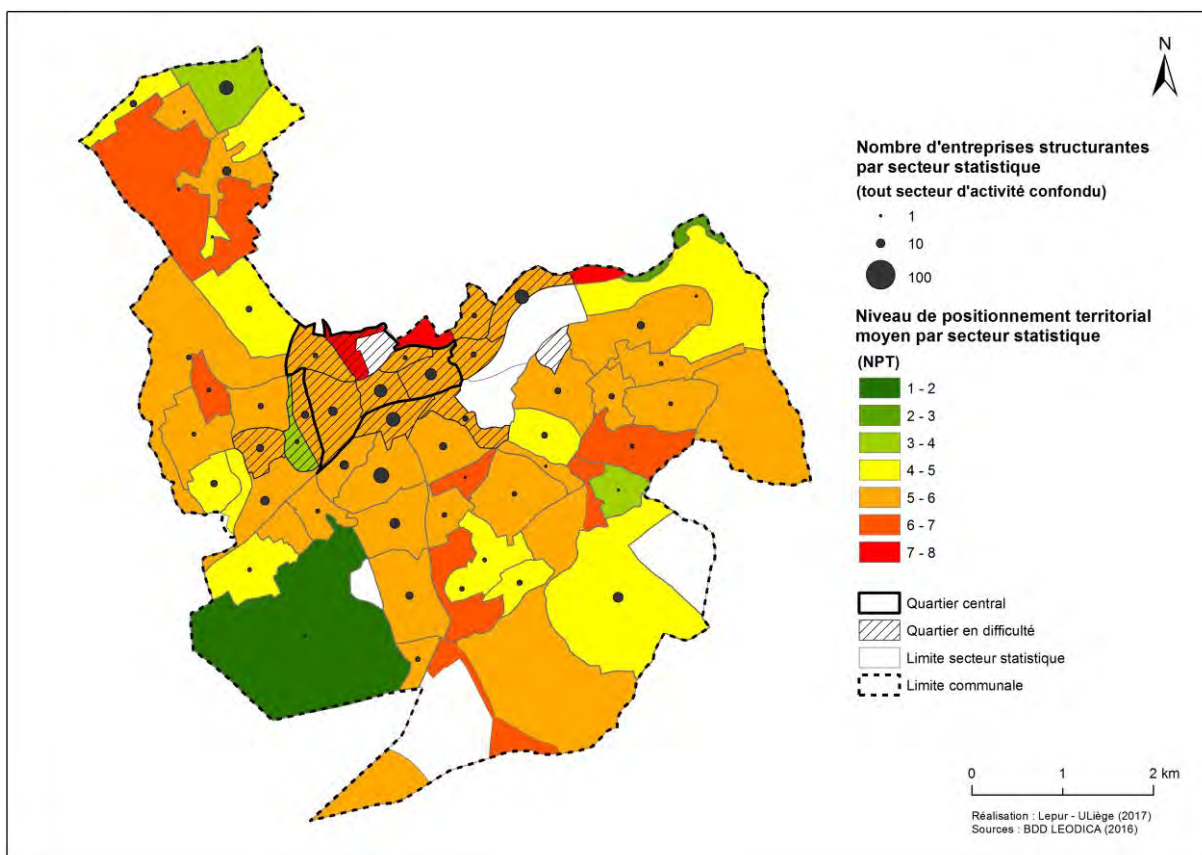 N
Nombre d'entreprises structurantes
par secteur statistique
(tout secteur d'activité confondu)
1
10
100
Niveau de positionnement territorial
moyen par secteur statistique
(NPT)
1 - 2
2 - 3
3 - 4
4 - 5
5 - 6
6 - 7
7 - 8
Quartier central
Quartier en difficulté
Limite secteur statistique
Limite communale
0 1 2 km
Réalisation : Lepur - ULiège (2017)
Sources : BDD LEODICA (2016)